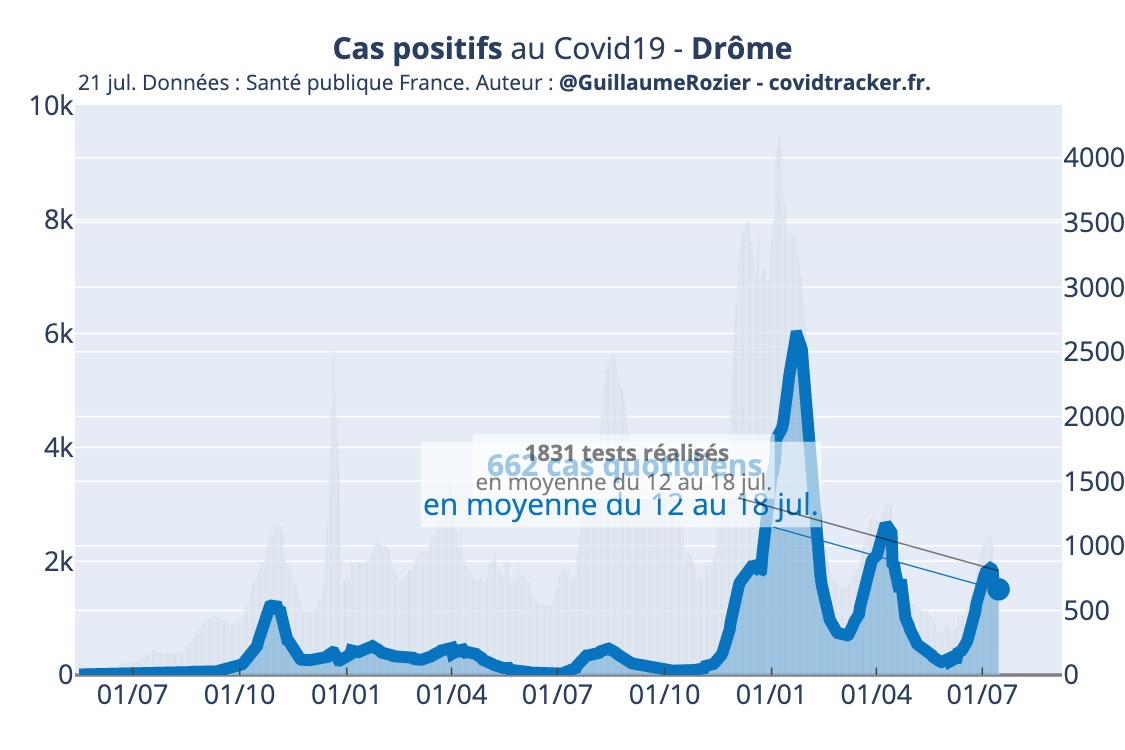 Cas positifs au Covid19 - Drôme
21 jul. Données : Santé publique France. Auteur : @GuillaumeRozier - covidtracker.fr.
10k
8k
6k
4k
2k
0
4000
3500
3000
2500
2000
1500
1000
500
0
1831 tests réalisés
en moyenne du 12 au 18 jul.
662 cas quotidiens
en moyenne du 12 au 18 jul.
01/07
01/10
01/01
01/04
01/07
01/10
01/01
01/04
01/07